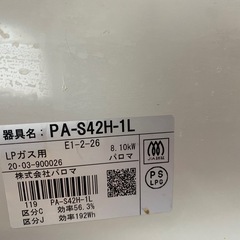 器具名: PA-S42H-1L
E1-2-26
LPガス用 8.10kW
20·03-900026 パロマ
株式会社パロマ
119 PA-S42H-1L
区分C 効率56.3%
区分J 効率192Wh
PS
LPG